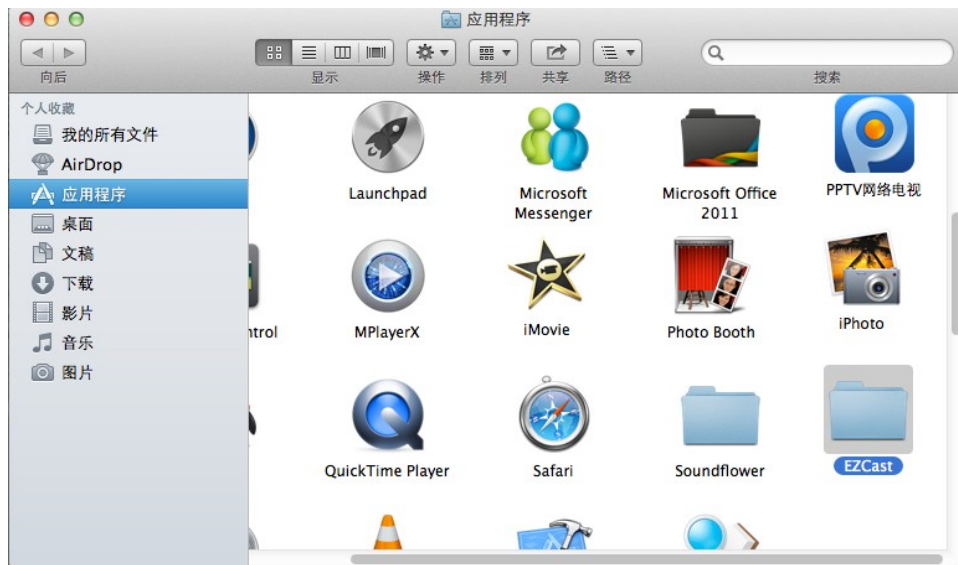 应用程序
向后
显示
操作
排列
共享
路径
搜索
个人收藏
我的所有文件
AirDrop
应用程序
桌面
文稿
下载
影片
音乐
图片
Launchpad
Microsoft
Messenger
Microsoft Office
2011
PPTV网络电视
ntrol
MPlayerX
iMovie
Photo Booth
iPhoto
QuickTime Player
Safari
Soundflower
EZCast